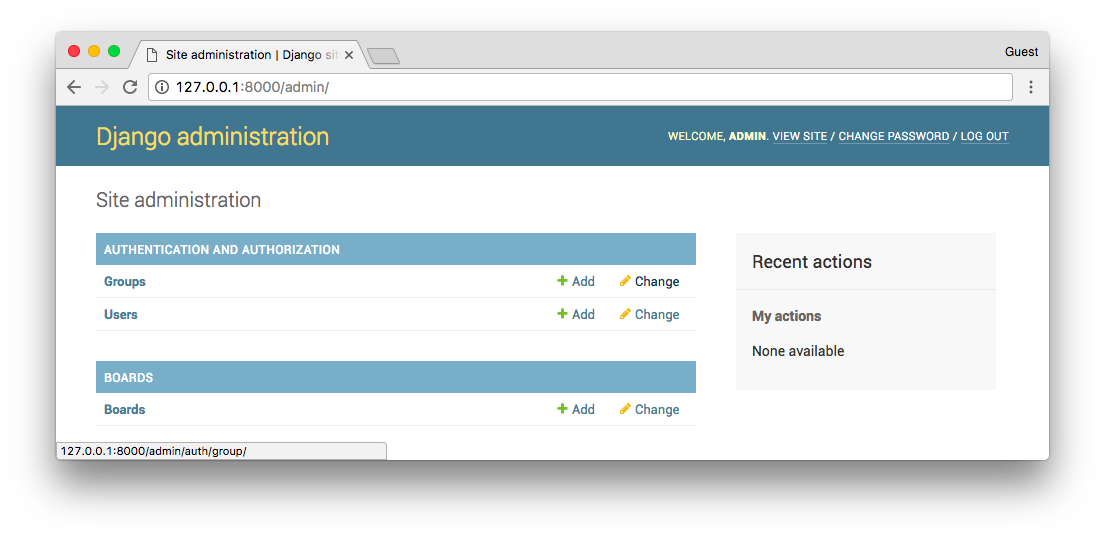 Site administration | Django sit
Guest
127.0.0.1:8000/admin/
Django administration
WELCOME, ADMIN. VIEW SITE / CHANGE PASSWORD / LOG OUT
Site administration
AUTHENTICATION AND AUTHORIZATION
Groups Add Change
Users Add Change
BOARDS
Boards Add Change
Recent actions
My actions
None available
127.0.0.1:8000/admin/auth/group/